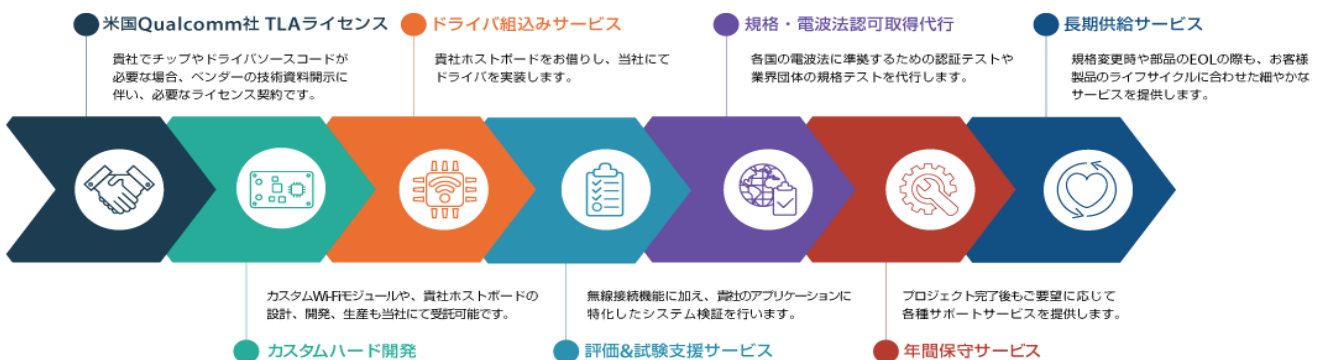 米国Qualcomm社 TLAライセンス
貴社でチップやドライバソースコードが
必要な場合、ベンダーの技術資料開示に
伴い、必要なライセンス契約です。
ドライバ組込みサービス
貴社ホストボードをお借りし、当社にて
ドライバを実装します。
規格・電波法認可取得代行
各国の電波法に準拠するための認証テストや
業界団体の規格テストを代行します。
長期供給サービス
規格変更時や部品のEOLの際も、お客様
製品のライフサイクルに合わせた細やかな
サービスを提供します。
カスタムWi-Fiモジュールや、貴社ホストボードの
設計、開発、生産も当社にて受託可能です。
カスタムハード開発
無線接続機能に加え、貴社のアプリケーションに
特化したシステム検証を行います。
評価&試験支援サービス
プロジェクト完了後もご要望に応じて
各種サポートサービスを提供します。
年間保守サービス